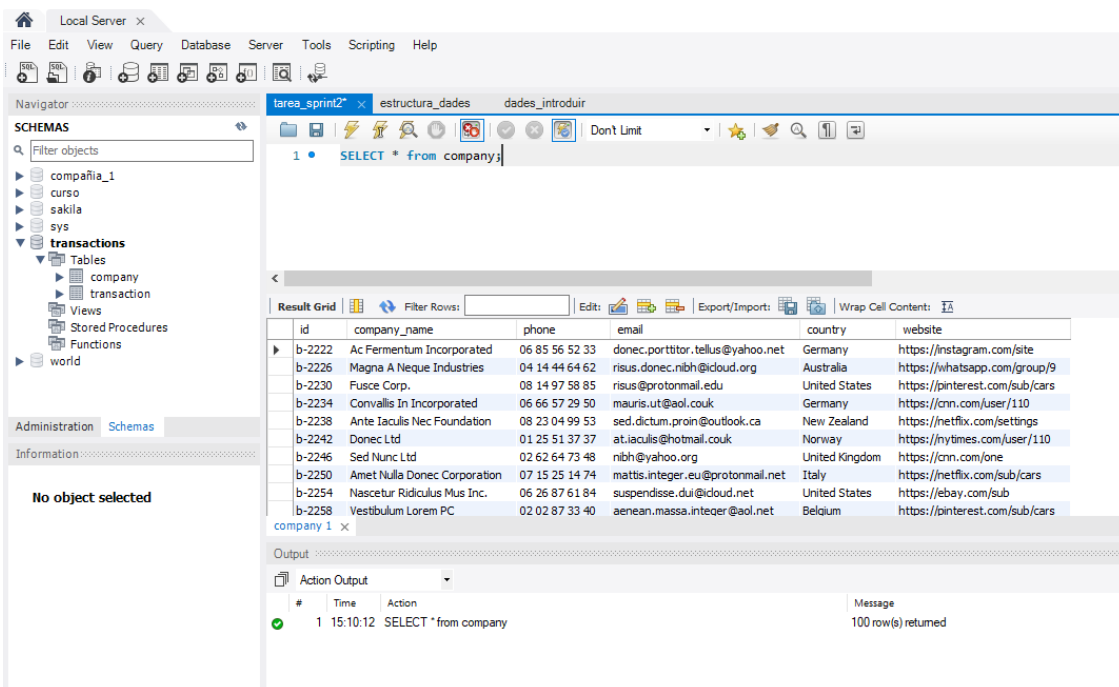 Local Server ×
File Edit View Query Database Server Tools Scripting Help
Navigator
SCHEMAS
Filter objects
compañia_1
curso
sakila
sys
transactions
Tables
company
transaction
Views
Stored Procedures
Functions
world
Administration Schemas
Information
No object selected
tarea_sprint2* × estructura_dades dades_introduir
Don't Limit
1 SELECT * from company;
Result Grid Filter Rows: Edit: Export/Import: Wrap Cell Content:
id company_name phone email country website
b-2222 Ac Fermentum Incorporated 06 85 56 52 33 donec.porttitor.tellus@yahoo.net Germany https://instagram.com/site
b-2226 Magna A Neque Industries 04 14 44 64 62 risus.donec.nibh@icloud.org Australia https://whatsapp.com/group/9
b-2230 Fusce Corp. 08 14 97 58 85 risus@protonmail.edu United States https://pinterest.com/sub/cars
b-2234 Convallis In Incorporated 06 66 57 29 50 mauris.ut@aol.couk Germany https://cnn.com/user/110
b-2238 Ante Iaculis Nec Foundation 08 23 04 99 53 sed.dictum.proin@outlook.ca New Zealand https://netflix.com/settings
b-2242 Donec Ltd 01 25 51 37 37 at.iaculis@hotmail.couk Norway https://nytimes.com/user/110
b-2246 Sed Nunc Ltd 02 62 64 73 48 nibh@yahoo.org United Kingdom https://cnn.com/one
b-2250 Amet Nulla Donec Corporation 07 15 25 14 74 mattis.integer.eu@protonmail.net Italy https://netflix.com/sub/cars
b-2254 Nascetur Ridiculus Mus Inc. 06 26 87 61 84 suspendisse.dui@icloud.net United States https://ebay.com/sub
b-2258 Vestibulum Lorem PC 02 02 87 33 40 aenean.massa.integer@aol.net Belgium https://pinterest.com/sub/cars
company 1 ×
Output
Action Output
# Time Action Message
1 15:10:12 SELECT * from company 100 row(s) returned